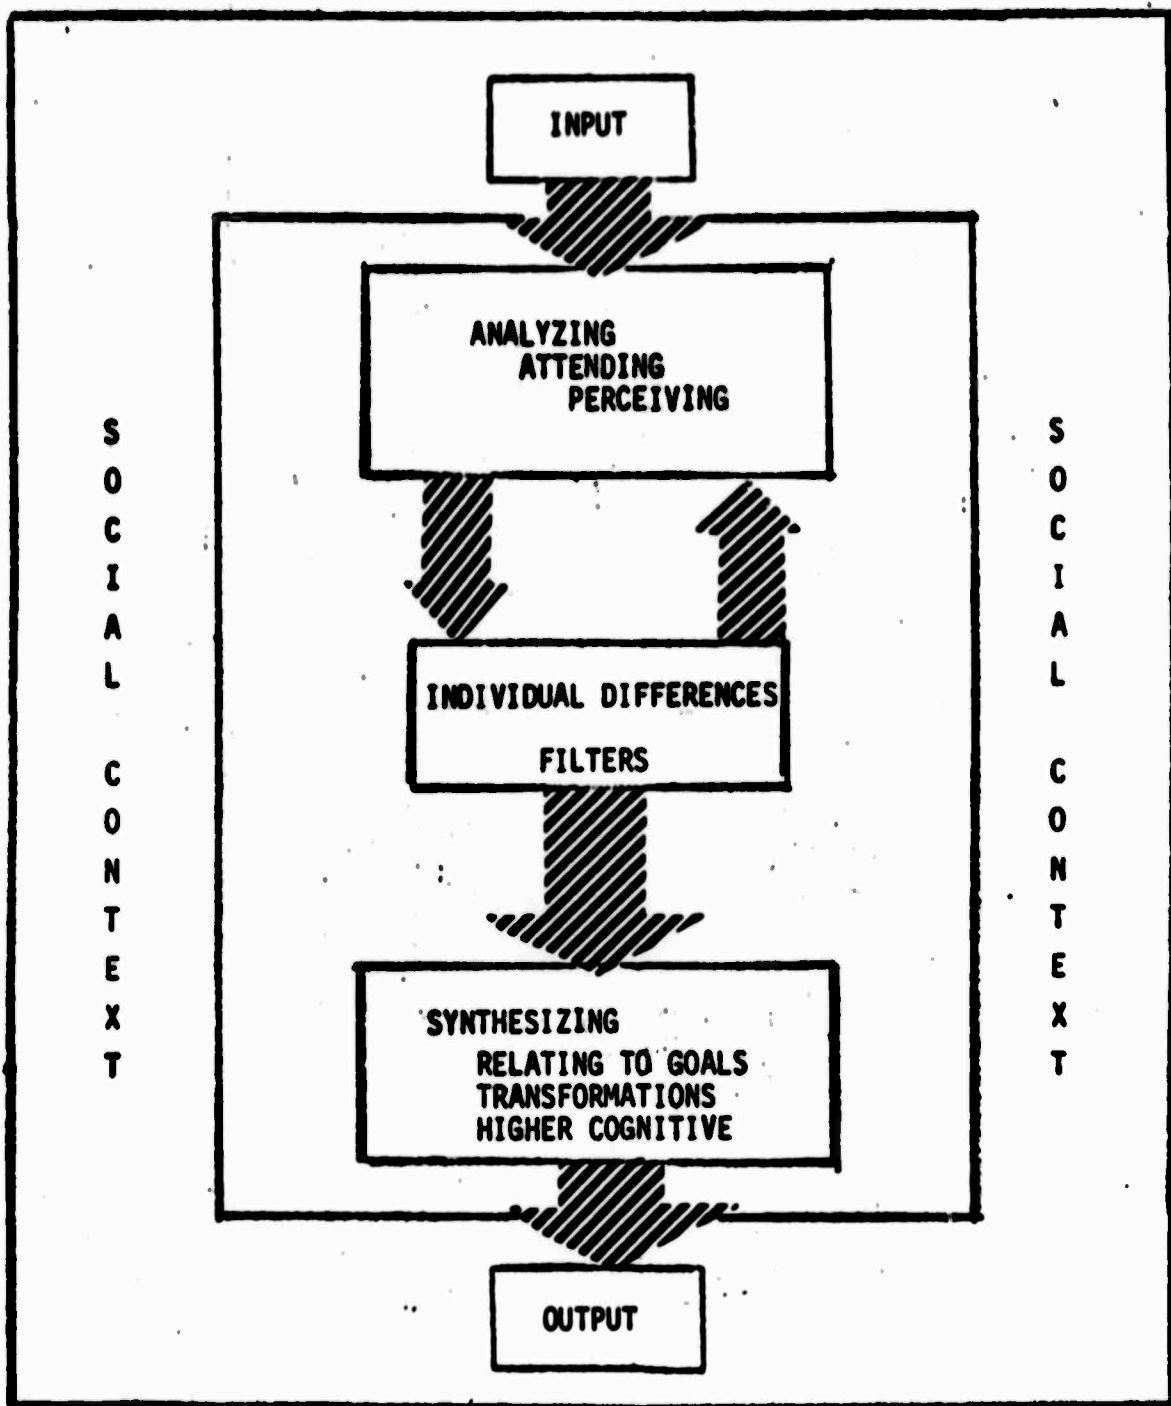 INPUT
ANALYZING
ATTENDING
PERCEIVING
SOCIAL CONTEXT
SOCIAL CONTEXT
INDIVIDUAL DIFFERENCES
FILTERS
SYNTHESIZING
RELATING TO GOALS
TRANSFORMATIONS
HIGHER COGNITIVE
OUTPUT